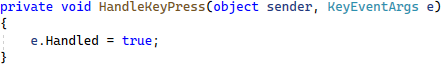 private void HandleKeyPress(object sender, KeyEventArgs e)
{
    e.Handled = true;
}